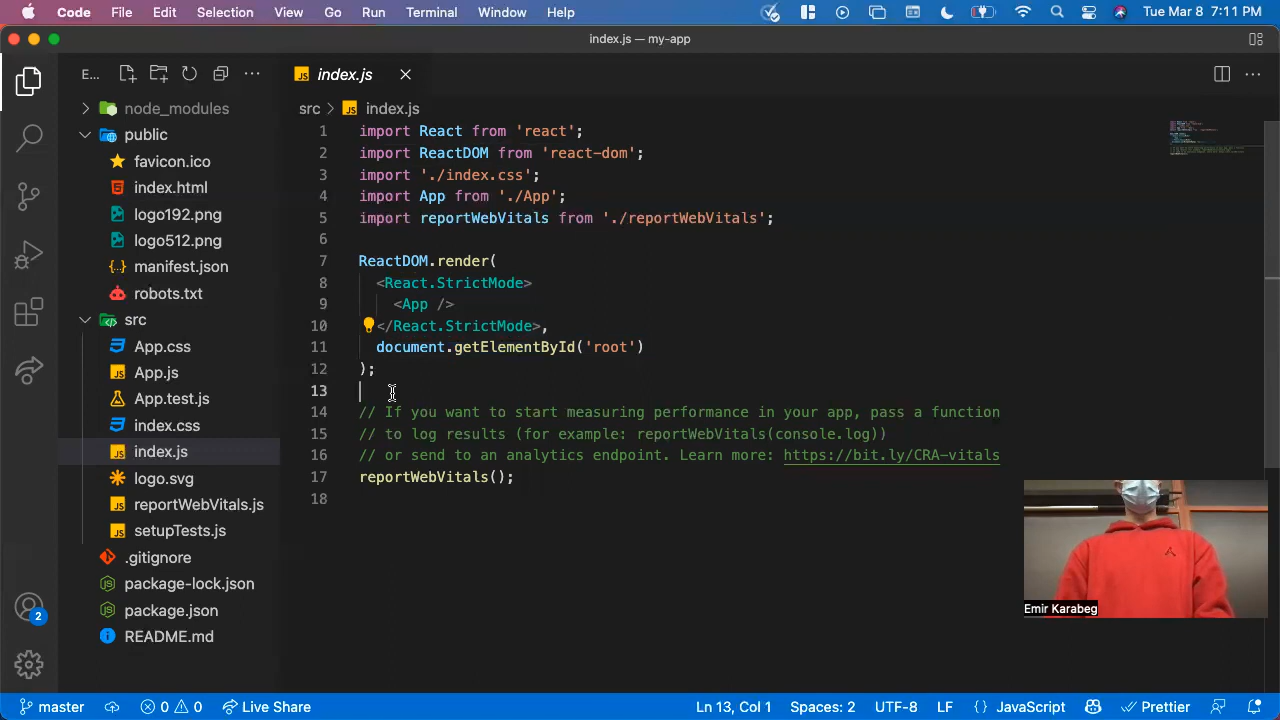 Code File Edit Selection View Go Run Terminal Window Help Tue Mar 8 7:11 PM
index.js — my-app
E... index.js
node_modules
src index.js
public
favicon.ico
index.html
logo192.png
logo512.png
manifest.json
robots.txt
src
App.css
App.js
App.test.js
index.css
index.js
logo.svg
reportWebVitals.js
setupTests.js
.gitignore
package-lock.json
package.json
README.md
1 import React from 'react';
2 import ReactDOM from 'react-dom';
3 import './index.css';
4 import App from './App';
5 import reportWebVitals from './reportWebVitals';
6
7 ReactDOM.render(
8 <React.StrictMode>
9 <App />
10 </React.StrictMode>,
11 document.getElementById('root')
12 );
13
14 // If you want to start measuring performance in your app, pass a function
15 // to log results (for example: reportWebVitals(console.log))
16 // or send to an analytics endpoint. Learn more: https://bit.ly/CRA-vitals
17 reportWebVitals();
18
Emir Karabeg
2
master 0 0 Live Share Ln 13, Col 1 Spaces: 2 UTF-8 LF {} JavaScript Prettier